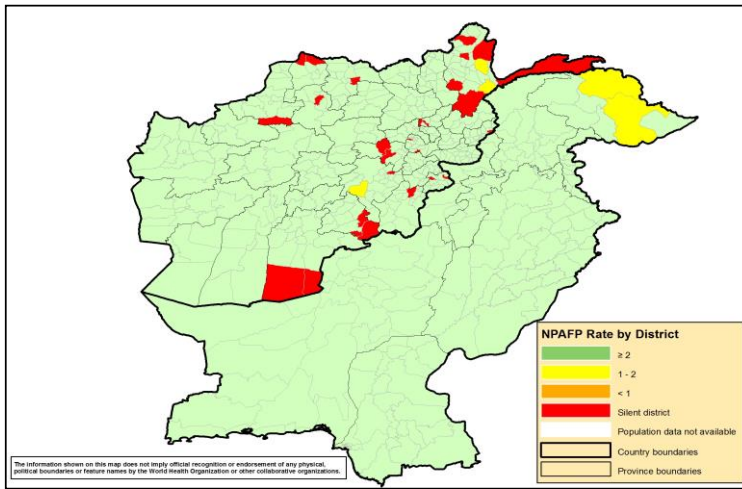 NPAFP Rate by District
≥ 2
1 - 2
< 1
Silent district
Population data not available
Country boundaries
Province boundaries
The information shown on this map does not imply official recognition or endorsement of any physical,
political boundaries or feature names by the World Health Organization or other collaborative organizations.